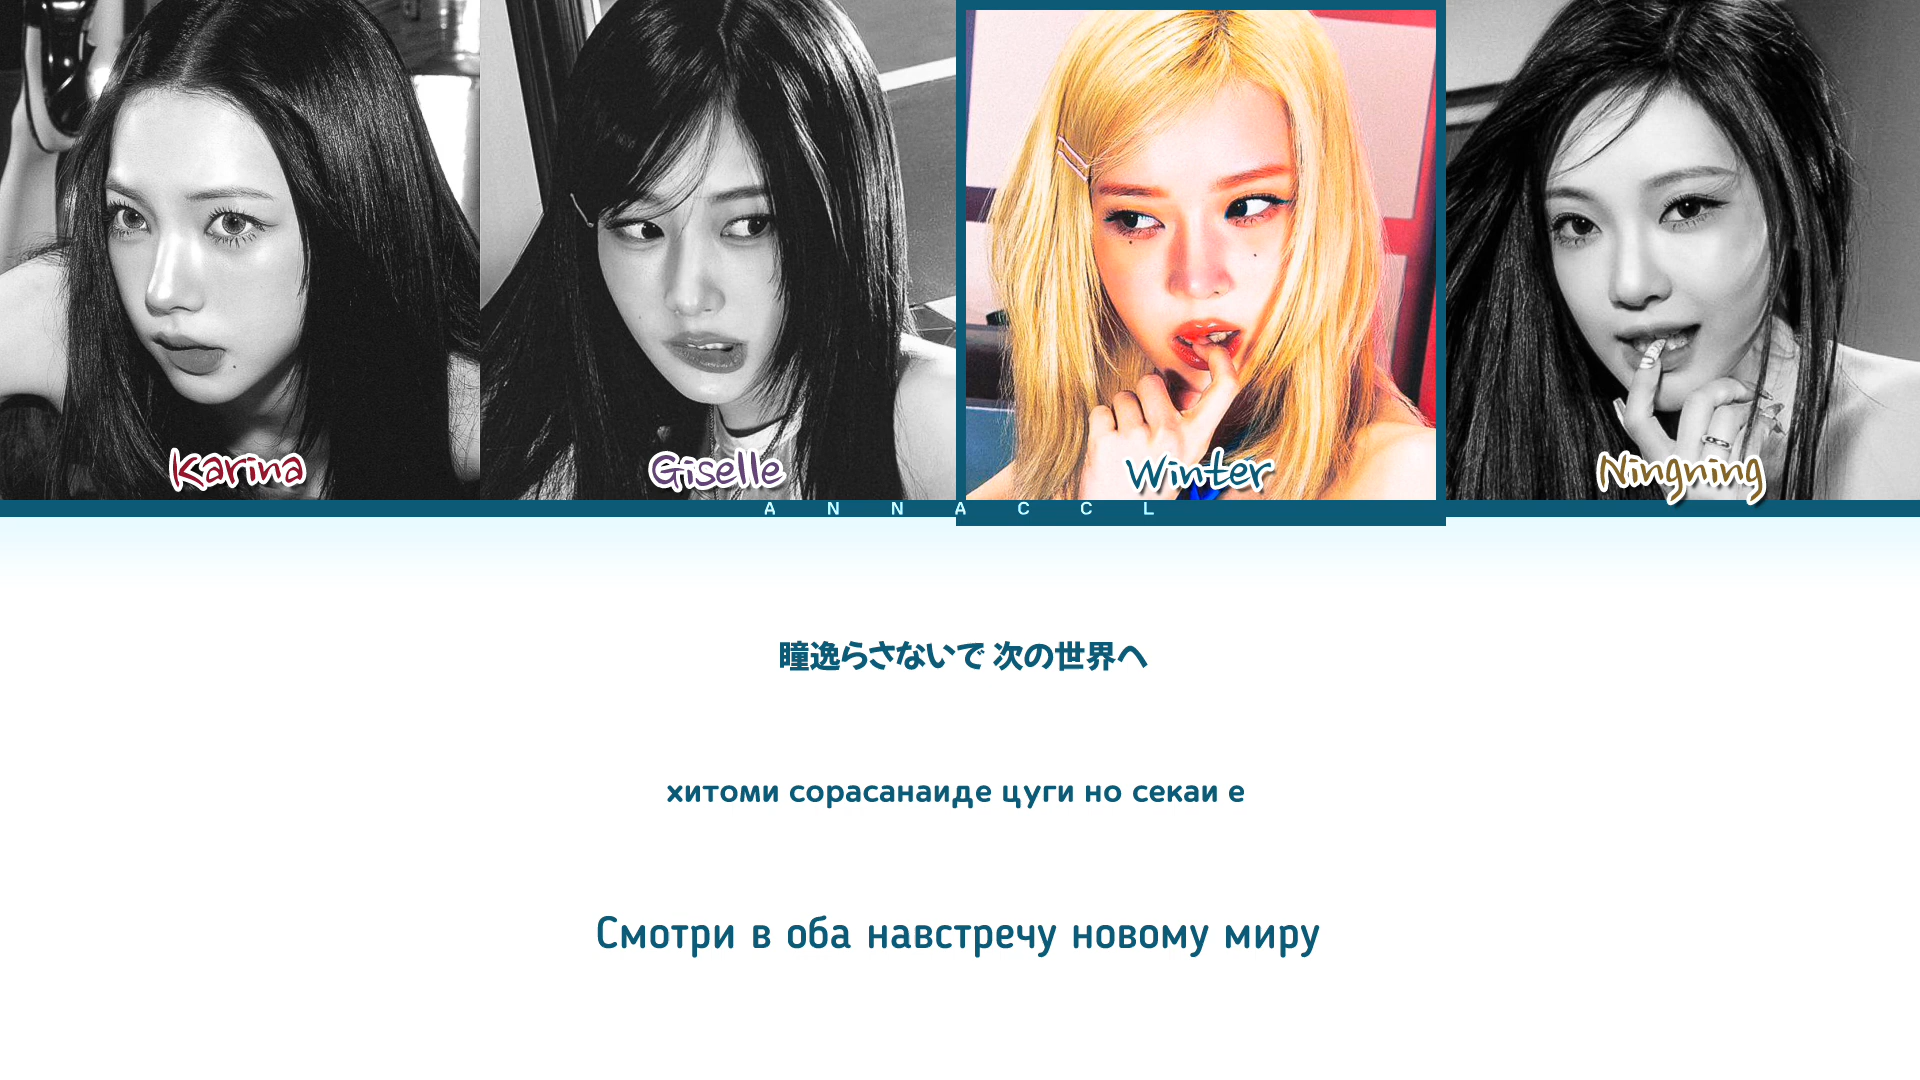 Karina
Giselle
Winter
Ningning
ANNACCL
瞳逸らさないで 次の世界へ
хитоми сорасанаиде цуги но секаи е
Смотри в оба навстречу новому миру